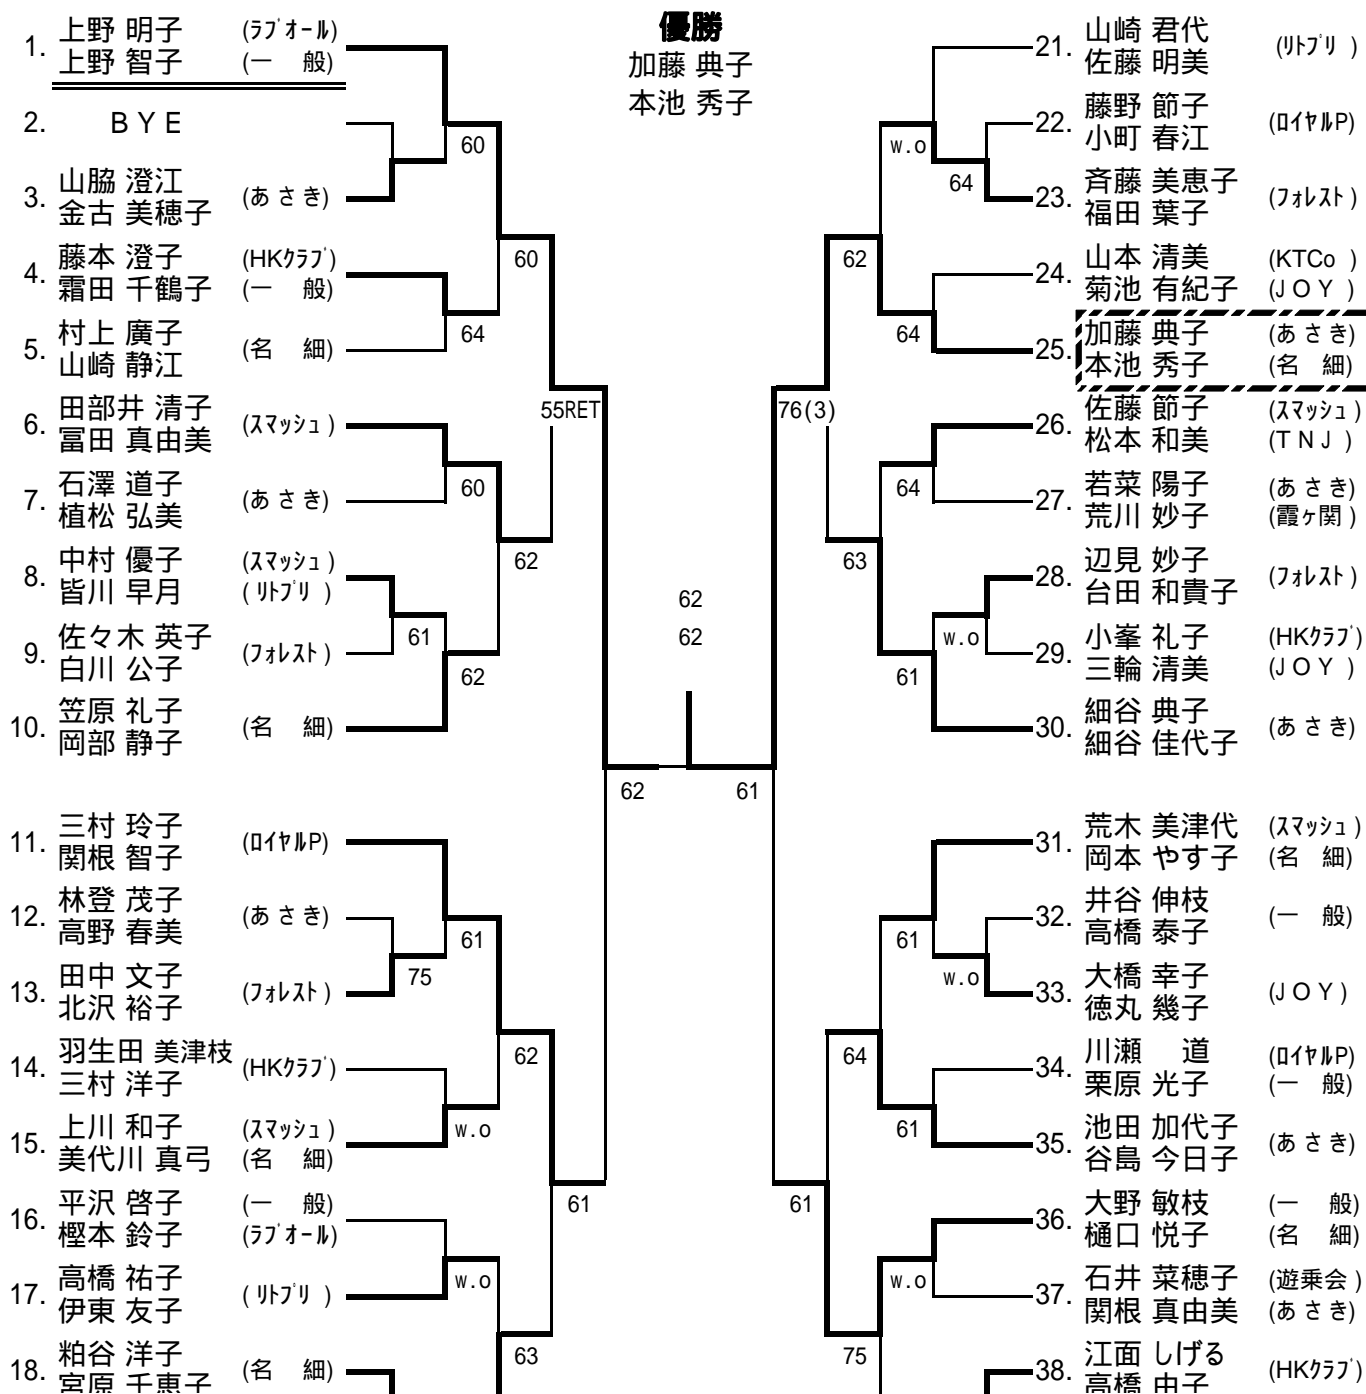 優勝
加藤 典子
本池 秀子
1. 上野 明子 (ﾗﾌﾞｵｰﾙ)
上野 智子 (一 般)
2. B Y E
3. 山脇 澄江 (あ さ き)
金古 美穂子
60
4. 藤本 澄子 (HKｸﾗﾌﾞ)
霜田 千鶴子 (一 般)
60
5. 村上 廣子 (名 細)
山崎 静江
64
55RET
6. 田部井 清子 (ｽﾏｯｼｭ)
冨田 真由美
7. 石澤 道子 (あ さ き)
植松 弘美
60
8. 中村 優子 (ｽﾏｯｼｭ)
皆川 早月 (ﾘﾄﾌﾟﾘ)
62
9. 佐々木 英子 (ﾌｫﾚｽﾄ)
白川 公子
61
62
10. 笠原 礼子 (名 細)
岡部 静子
62
11. 三村 玲子 (ﾛｲﾔﾙP)
関根 智子
12. 林登 茂子 (あ さ き)
高野 春美
61
13. 田中 文子 (ﾌｫﾚｽﾄ)
北沢 裕子
75
14. 羽生田 美津枝 (HKｸﾗﾌﾞ)
三村 洋子
62
15. 上川 和子 (ｽﾏｯｼｭ)
美代川 真弓 (名 細)
w.o
16. 平沢 啓子 (一 般)
樫本 鈴子 (ﾗﾌﾞｵｰﾙ)
61
17. 高橋 祐子 (ﾘﾄﾌﾟﾘ)
伊東 友子
w.o
18. 粕谷 洋子 (名 細)
宮原 千恵子
63
62
62
21. 山崎 君代 (ﾘﾄﾌﾟﾘ)
佐藤 明美
22. 藤野 節子 (ﾛｲﾔﾙP)
小町 春江
w.o
23. 斉藤 美恵子 (ﾌｫﾚｽﾄ)
福田 葉子
64
24. 山本 清美 (KTCo)
菊池 有紀子 (J O Y)
62
25. 加藤 典子 (あ さ き)
本池 秀子 (名 細)
64
76(3)
26. 佐藤 節子 (ｽﾏｯｼｭ)
松本 和美 (T N J)
27. 若菜 陽子 (あ さ き)
荒川 妙子 (霞ヶ関)
64
28. 辺見 妙子 (ﾌｫﾚｽﾄ)
台田 和貴子
63
29. 小峯 礼子 (HKｸﾗﾌﾞ)
三輪 清美 (J O Y)
w.o
61
30. 細谷 典子 (あ さ き)
細谷 佳代子
61
31. 荒木 美津代 (ｽﾏｯｼｭ)
岡本 やす子 (名 細)
32. 井谷 伸枝 (一 般)
高橋 泰子
61
33. 大橋 幸子 (J O Y)
徳丸 幾子
w.o
34. 川瀬 道 (ﾛｲﾔﾙP)
栗原 光子 (一 般)
64
35. 池田 加代子 (あ さ き)
谷島 今日子
61
36. 大野 敏枝 (一 般)
樋口 悦子 (名 細)
61
37. 石井 菜穂子 (遊乗会)
関根 真由美 (あ さ き)
w.o
38. 江面 しげる (HKｸﾗﾌﾞ)
高橋 由子
75